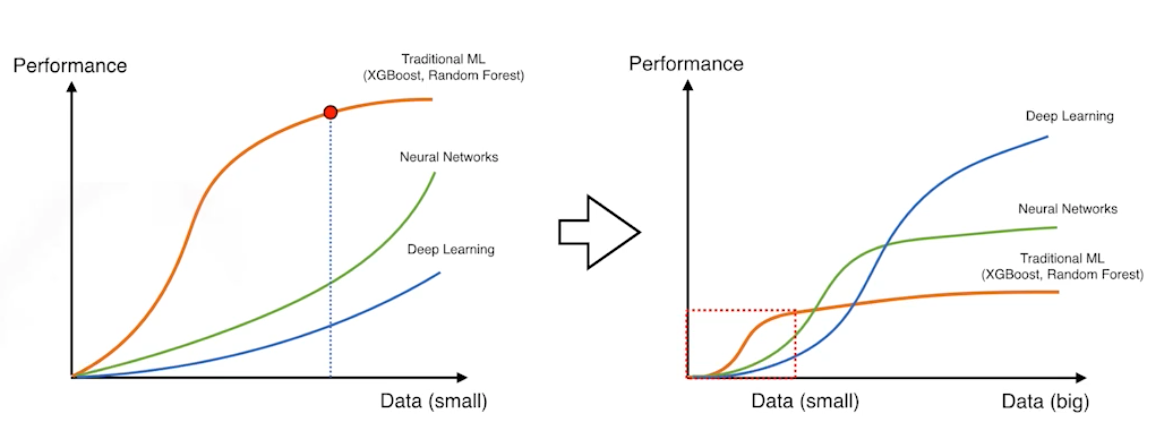 Performance
Traditional ML
(XGBoost, Random Forest)
Neural Networks
Deep Learning
Data (small)
Performance
Deep Learning
Neural Networks
Traditional ML
(XGBoost, Random Forest)
Data (small)
Data (big)